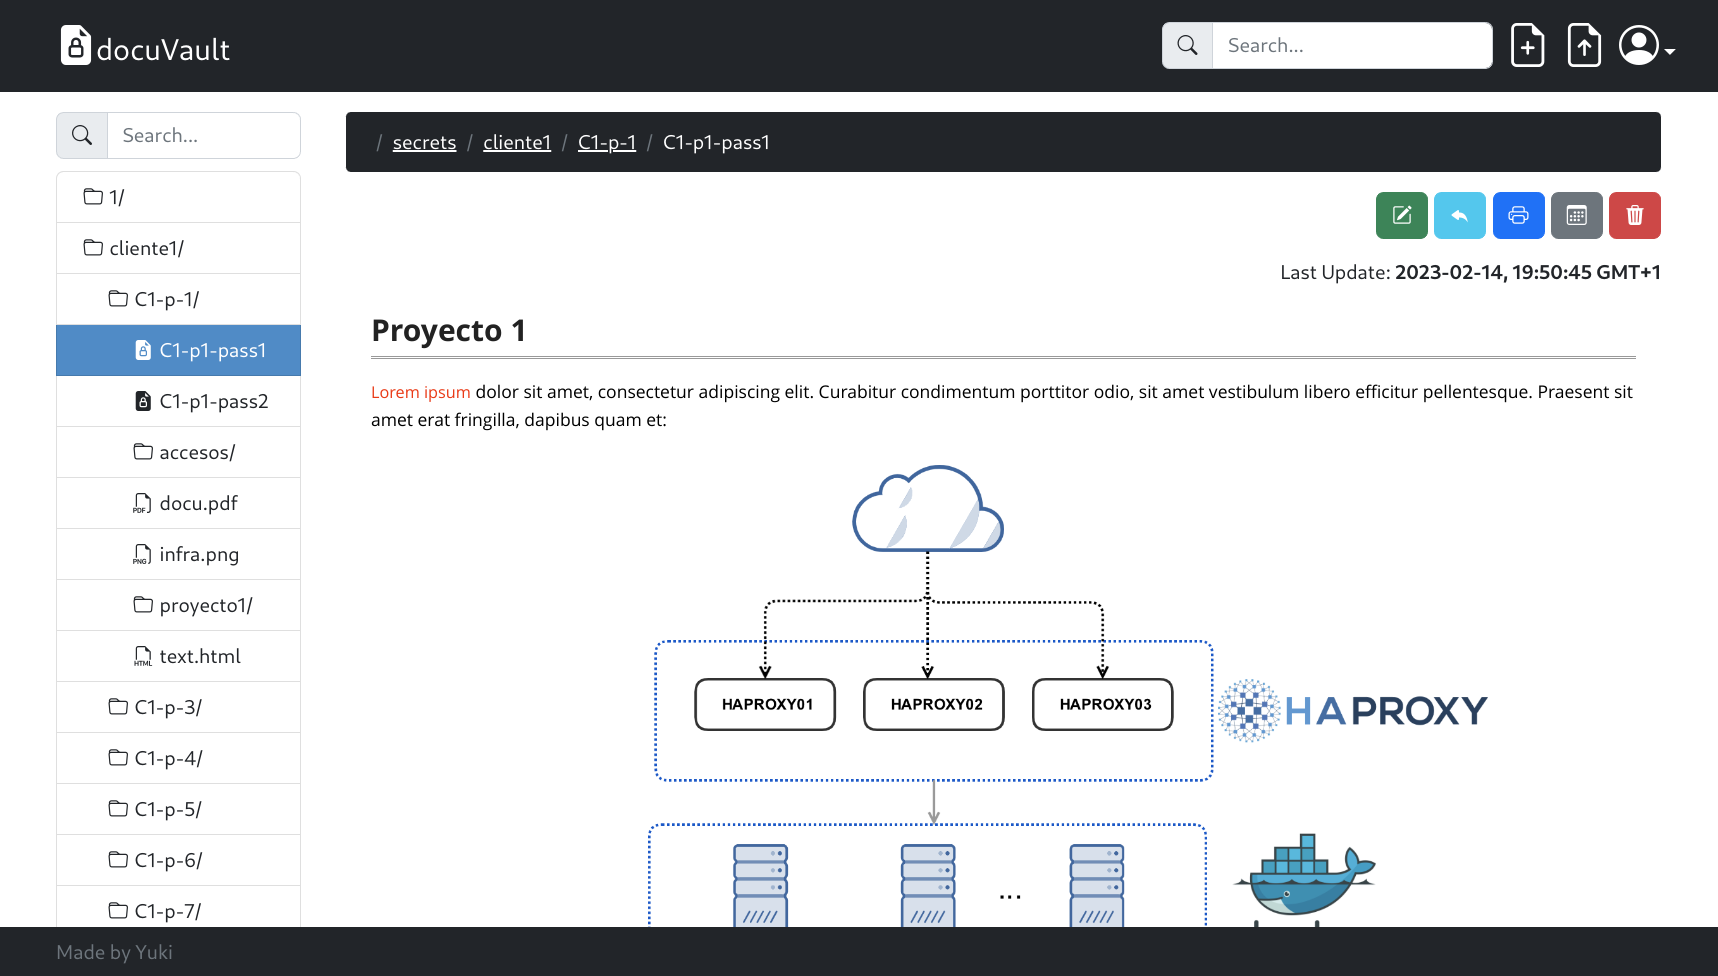 docuVault
Search...
Search...
1/
cliente1/
C1-p-1/
C1-p1-pass1
C1-p1-pass2
accesos/
PDF docu.pdf
PNG infra.png
proyecto1/
HTML text.html
C1-p-3/
C1-p-4/
C1-p-5/
C1-p-6/
C1-p-7/
/ secrets / cliente1 / C1-p-1 / C1-p1-pass1
Last Update: 2023-02-14, 19:50:45 GMT+1
Proyecto 1
Lorem ipsum dolor sit amet, consectetur adipiscing elit. Curabitur condimentum porttitor odio, sit amet vestibulum libero efficitur pellentesque. Praesent sit
amet erat fringilla, dapibus quam et:
HAPROXY01 HAPROXY02 HAPROXY03
HAPROXY
...
Made by Yuki